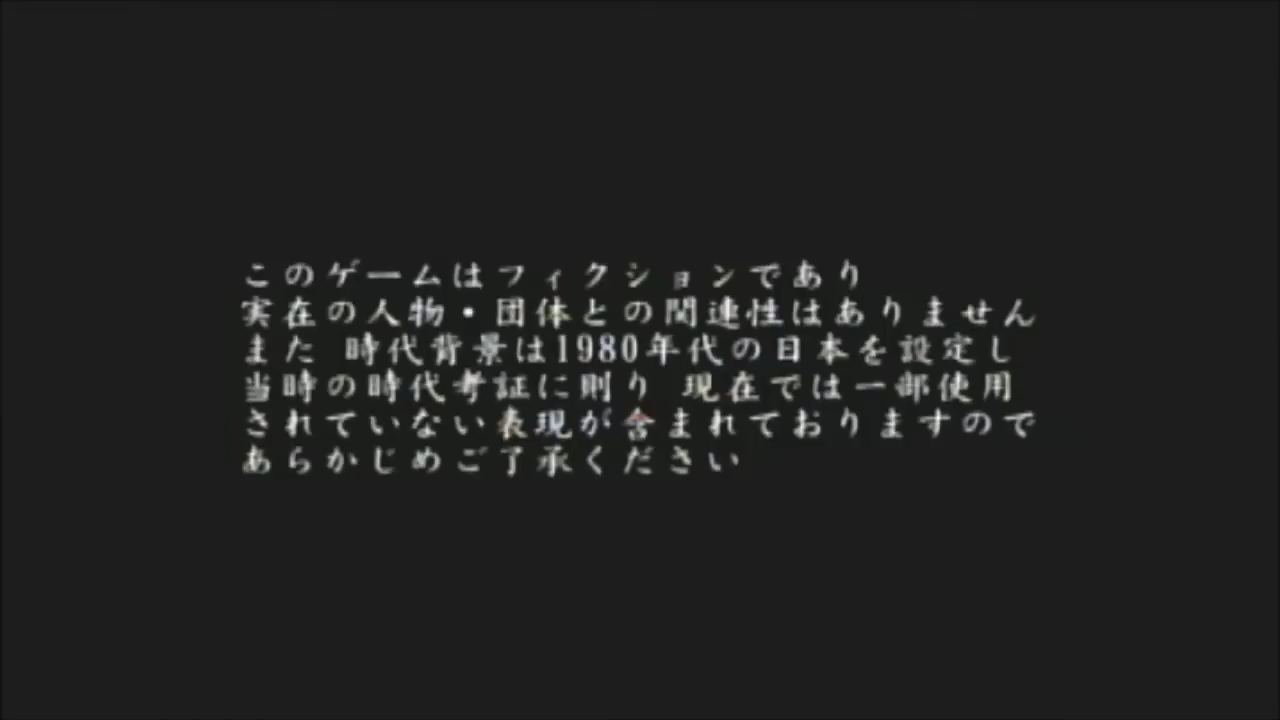 このゲームはフィクションであり
実在の人物・団体との関連性はありません
また 時代背景は1980年代の日本を設定し
当時の時代考証に則り 現在では一部使用
されていない表現が含まれておりますので
あらかじめご了承ください